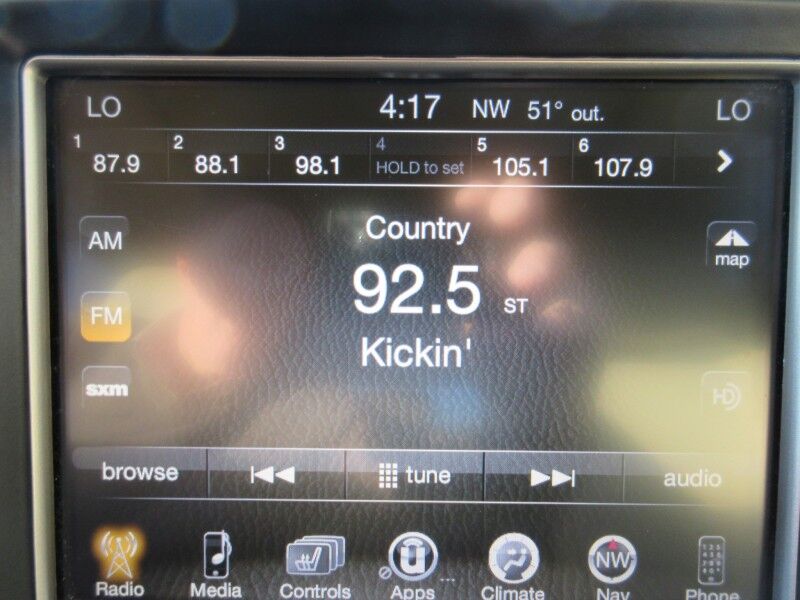 LO 4:17 NW 51° out. LO
1 2 3 4 5 6
87.9 88.1 98.1 HOLD to set 105.1 107.9
AM Country map
FM 92.5 ST
Kickin'
sxm HD
browse tune audio
U NW
Radio Media Controls Apps ... Climate Nav Phone